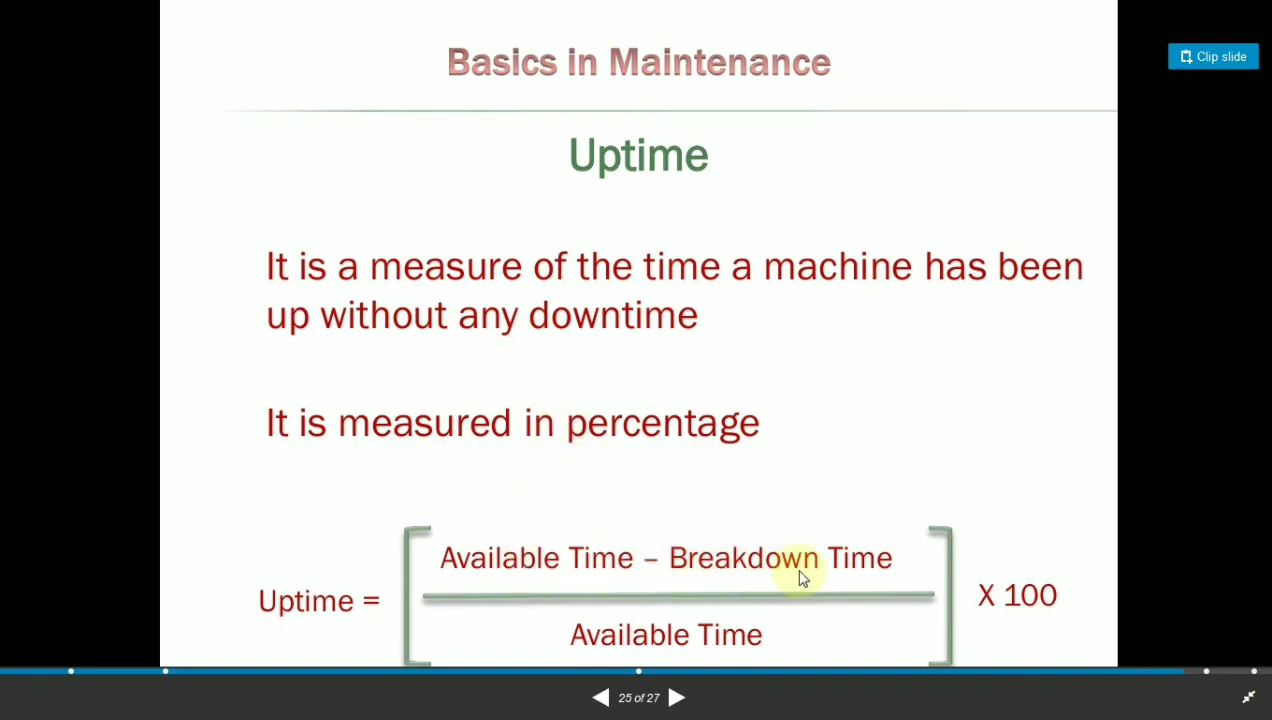 Basics in Maintenance
Clip slide
Uptime
It is a measure of the time a machine has been
up without any downtime
It is measured in percentage
Uptime =
Available Time – Breakdown Time
Available Time
X 100
25 of 27